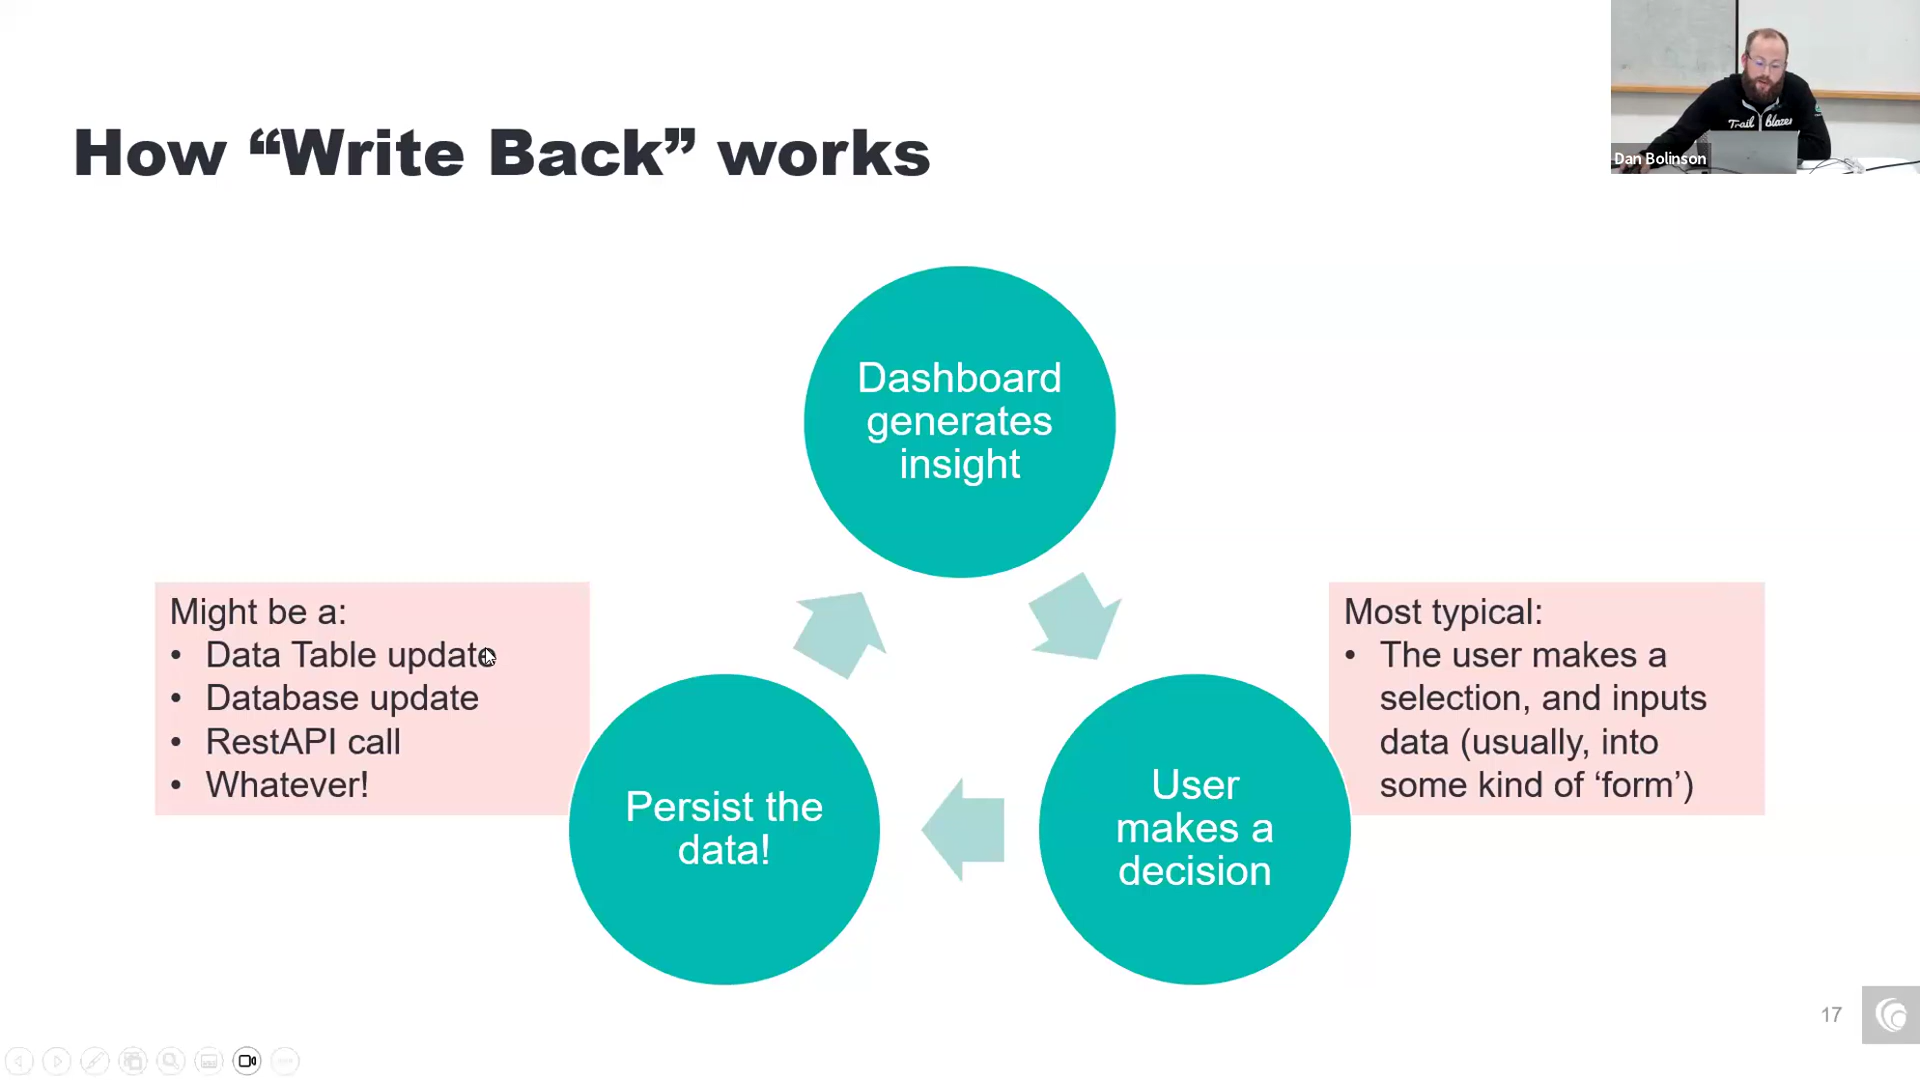 How “Write Back” works
Trail blazer
Dan Bolinson
Dashboard
generates
insight
Might be a:
• Data Table update
• Database update
• RestAPI call
• Whatever!
Most typical:
• The user makes a
selection, and inputs
data (usually, into
some kind of ‘form’)
Persist the
data!
User
makes a
decision
17